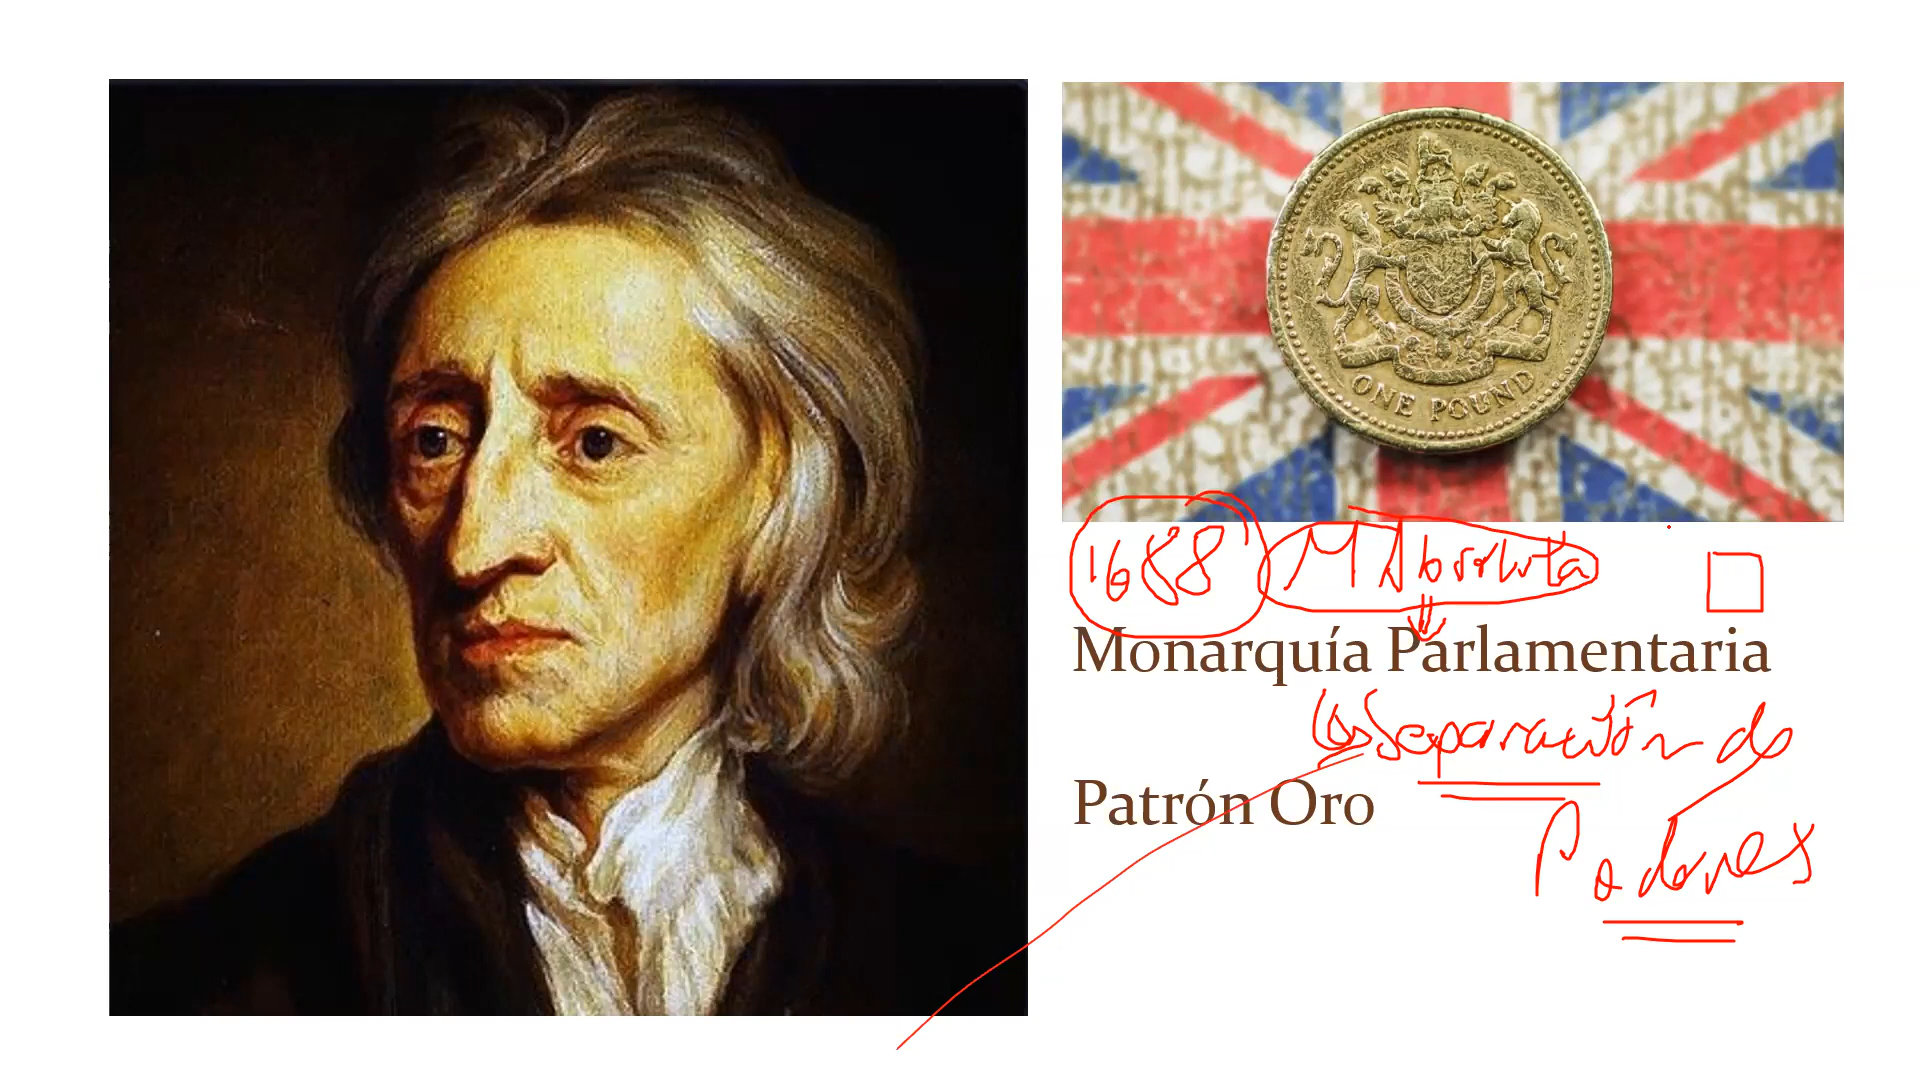 ONE POUND
1688 M Absoluta
Monarquía Parlamentaria
Separación de
Patrón Oro
Poderes